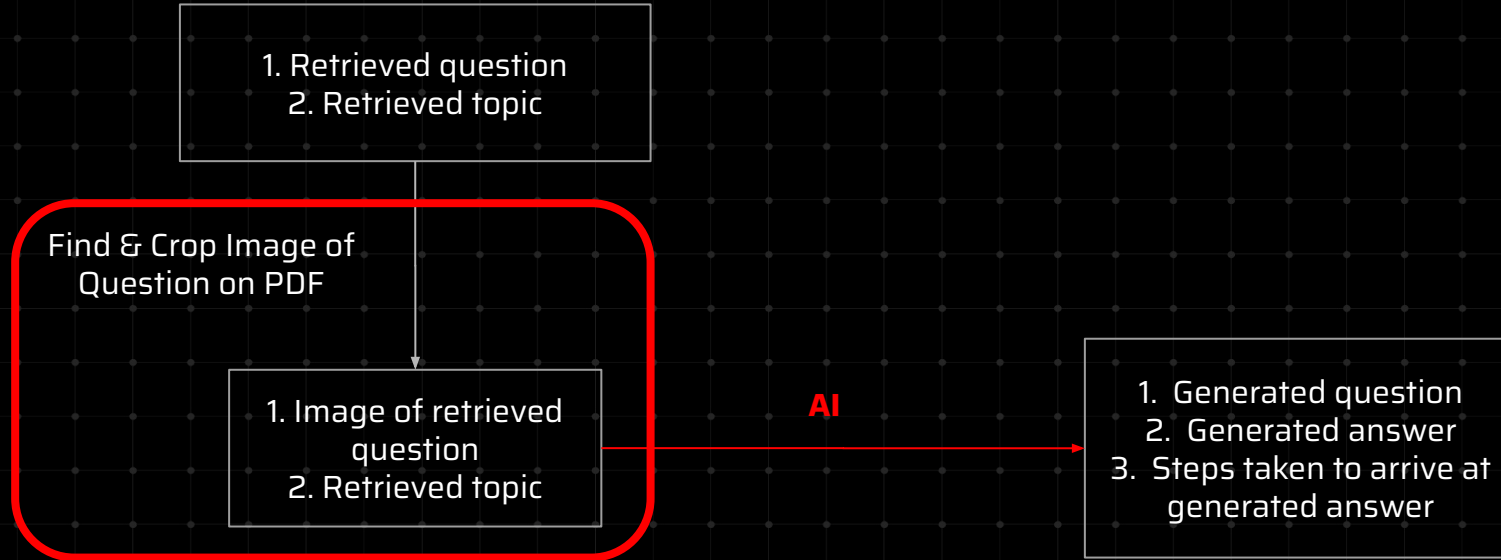 1. Retrieved question
2. Retrieved topic
Find & Crop Image of
Question on PDF
1. Image of retrieved
question
2. Retrieved topic
AI
1. Generated question
2. Generated answer
3. Steps taken to arrive at
generated answer